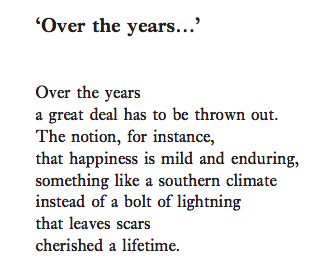 ‘Over the years…’
Over the years
a great deal has to be thrown out.
The notion, for instance,
that happiness is mild and enduring,
something like a southern climate
instead of a bolt of lightning
that leaves scars
cherished a lifetime.